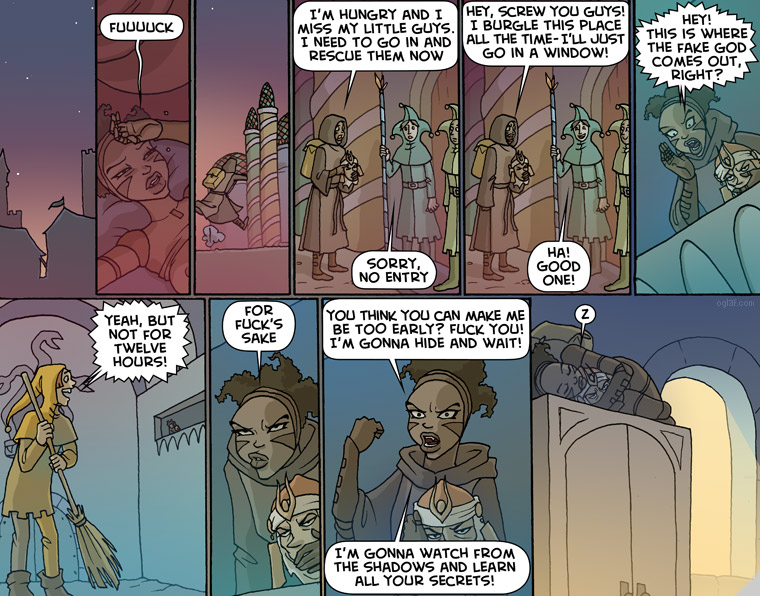 FUUUUCK
I'M HUNGRY AND I
MISS MY LITTLE GUYS.
I NEED TO GO IN AND
RESCUE THEM NOW
SORRY,
NO ENTRY
HEY, SCREW YOU GUYS!
I BURGLE THIS PLACE
ALL THE TIME-I'LL JUST
GO IN A WINDOW!
HA!
GOOD
ONE!
HEY!
THIS IS WHERE
THE FAKE GOD
COMES OUT,
RIGHT?
oglaf.com
YEAH, BUT
NOT FOR
TWELVE
HOURS!
FOR
FUCK'S
SAKE
YOU THINK YOU CAN MAKE ME
BE TOO EARLY? FUCK YOU!
I'M GONNA HIDE AND WAIT!
I'M GONNA WATCH FROM
THE SHADOWS AND LEARN
ALL YOUR SECRETS!
Z